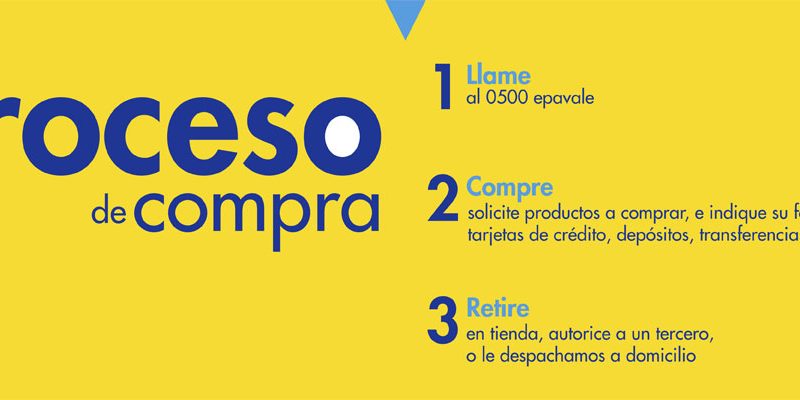 roceso
de compra
1 Llame
al 0500 epavale
2 Compre
solicite productos a comprar, e indique su f
tarjetas de crédito, depósitos, transferencias
3 Retire
en tienda, autorice a un tercero,
o le despachamos a domicilio